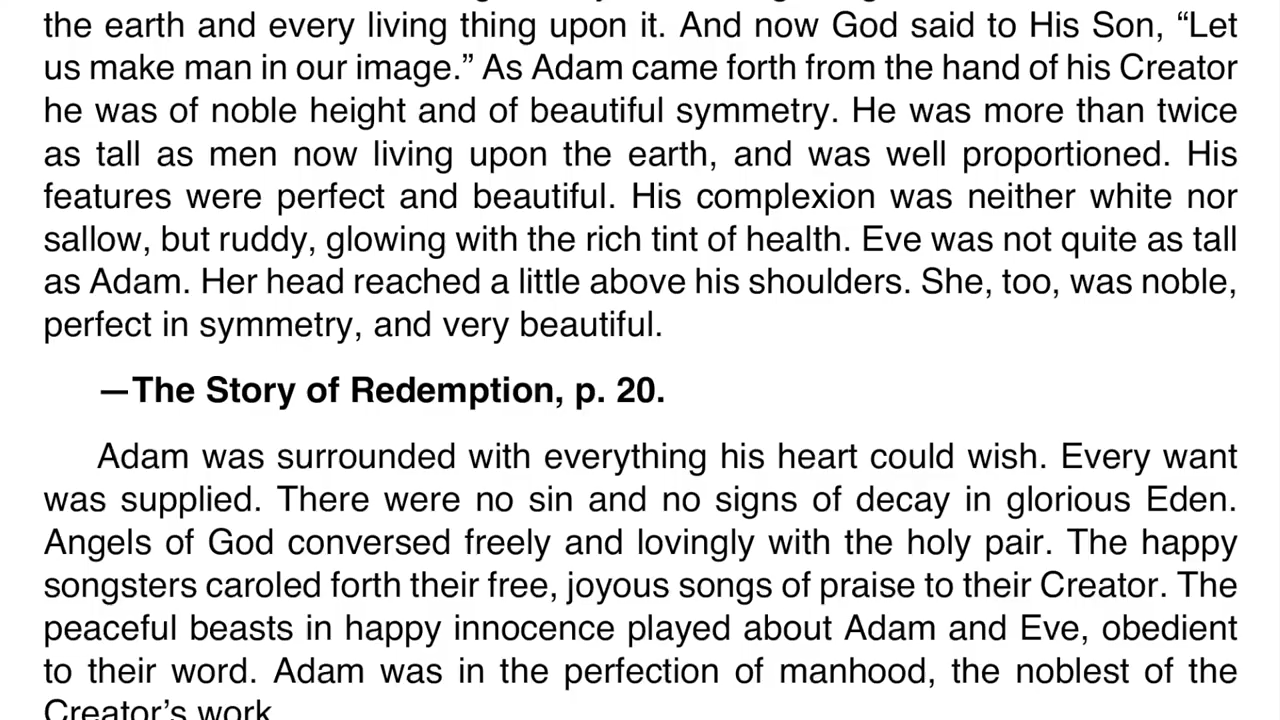 the earth and every living thing upon it. And now God said to His Son, “Let
us make man in our image.” As Adam came forth from the hand of his Creator
he was of noble height and of beautiful symmetry. He was more than twice
as tall as men now living upon the earth, and was well proportioned. His
features were perfect and beautiful. His complexion was neither white nor
sallow, but ruddy, glowing with the rich tint of health. Eve was not quite as tall
as Adam. Her head reached a little above his shoulders. She, too, was noble,
perfect in symmetry, and very beautiful.
—The Story of Redemption, p. 20.
Adam was surrounded with everything his heart could wish. Every want
was supplied. There were no sin and no signs of decay in glorious Eden.
Angels of God conversed freely and lovingly with the holy pair. The happy
songsters caroled forth their free, joyous songs of praise to their Creator. The
peaceful beasts in happy innocence played about Adam and Eve, obedient
to their word. Adam was in the perfection of manhood, the noblest of the
Creator’s work